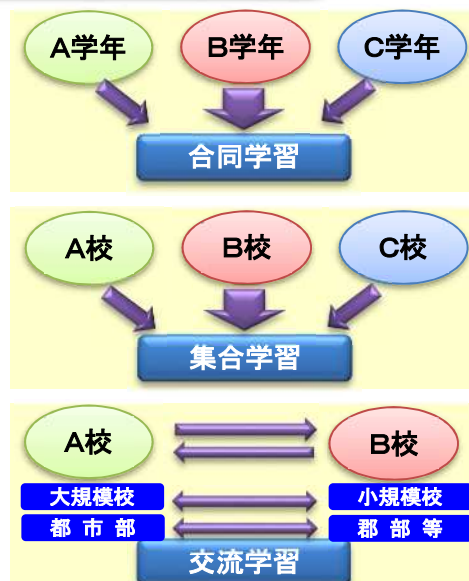 A学年 B学年 C学年
合同学習
A校 B校 C校
集合学習
A校 B校
大規模校 小規模校
都市部 郡部等
交流学習